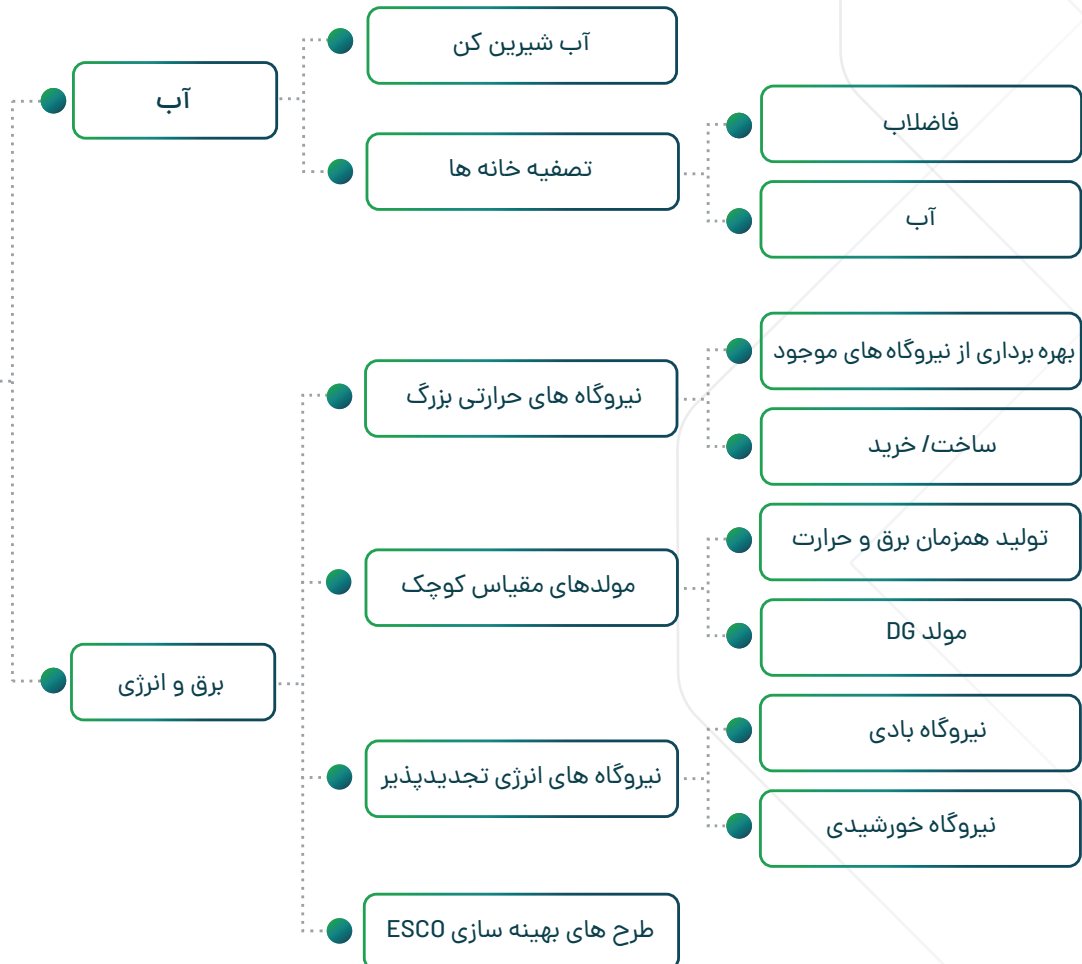 آب
آب شیرین کن
تصفیه خانه ها
فاضلاب
آب
برق و انرژی
نیروگاه های حرارتی بزرگ
بهره برداری از نیروگاه های موجود
ساخت/ خرید
مولدهای مقیاس کوچک
تولید همزمان برق و حرارت
مولد DG
نیروگاه های انرژی تجدیدپذیر
نیروگاه بادی
نیروگاه خورشیدی
طرح های بهینه سازی ESCO